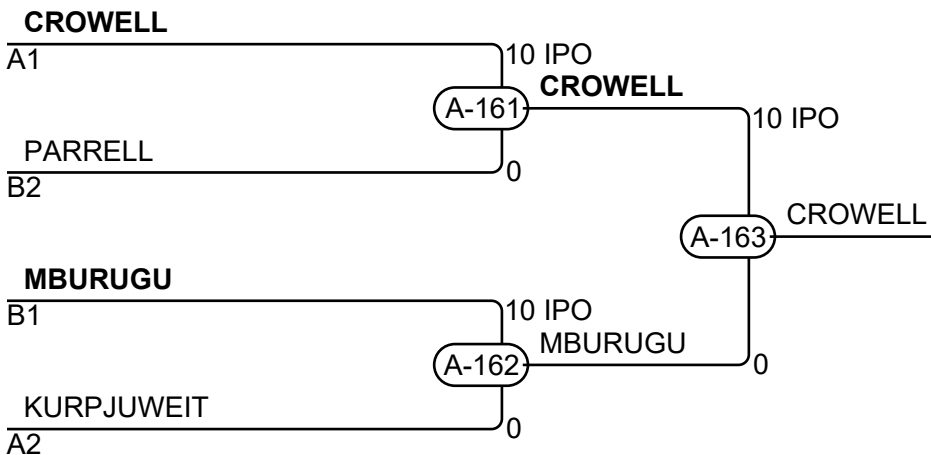 CROWELL
A1
10 IPO
A-161
CROWELL
PARRELL
B2
0
10 IPO
A-163
CROWELL
MBURUGU
B1
10 IPO
A-162
MBURUGU
0
KURPJUWEIT
A2
0